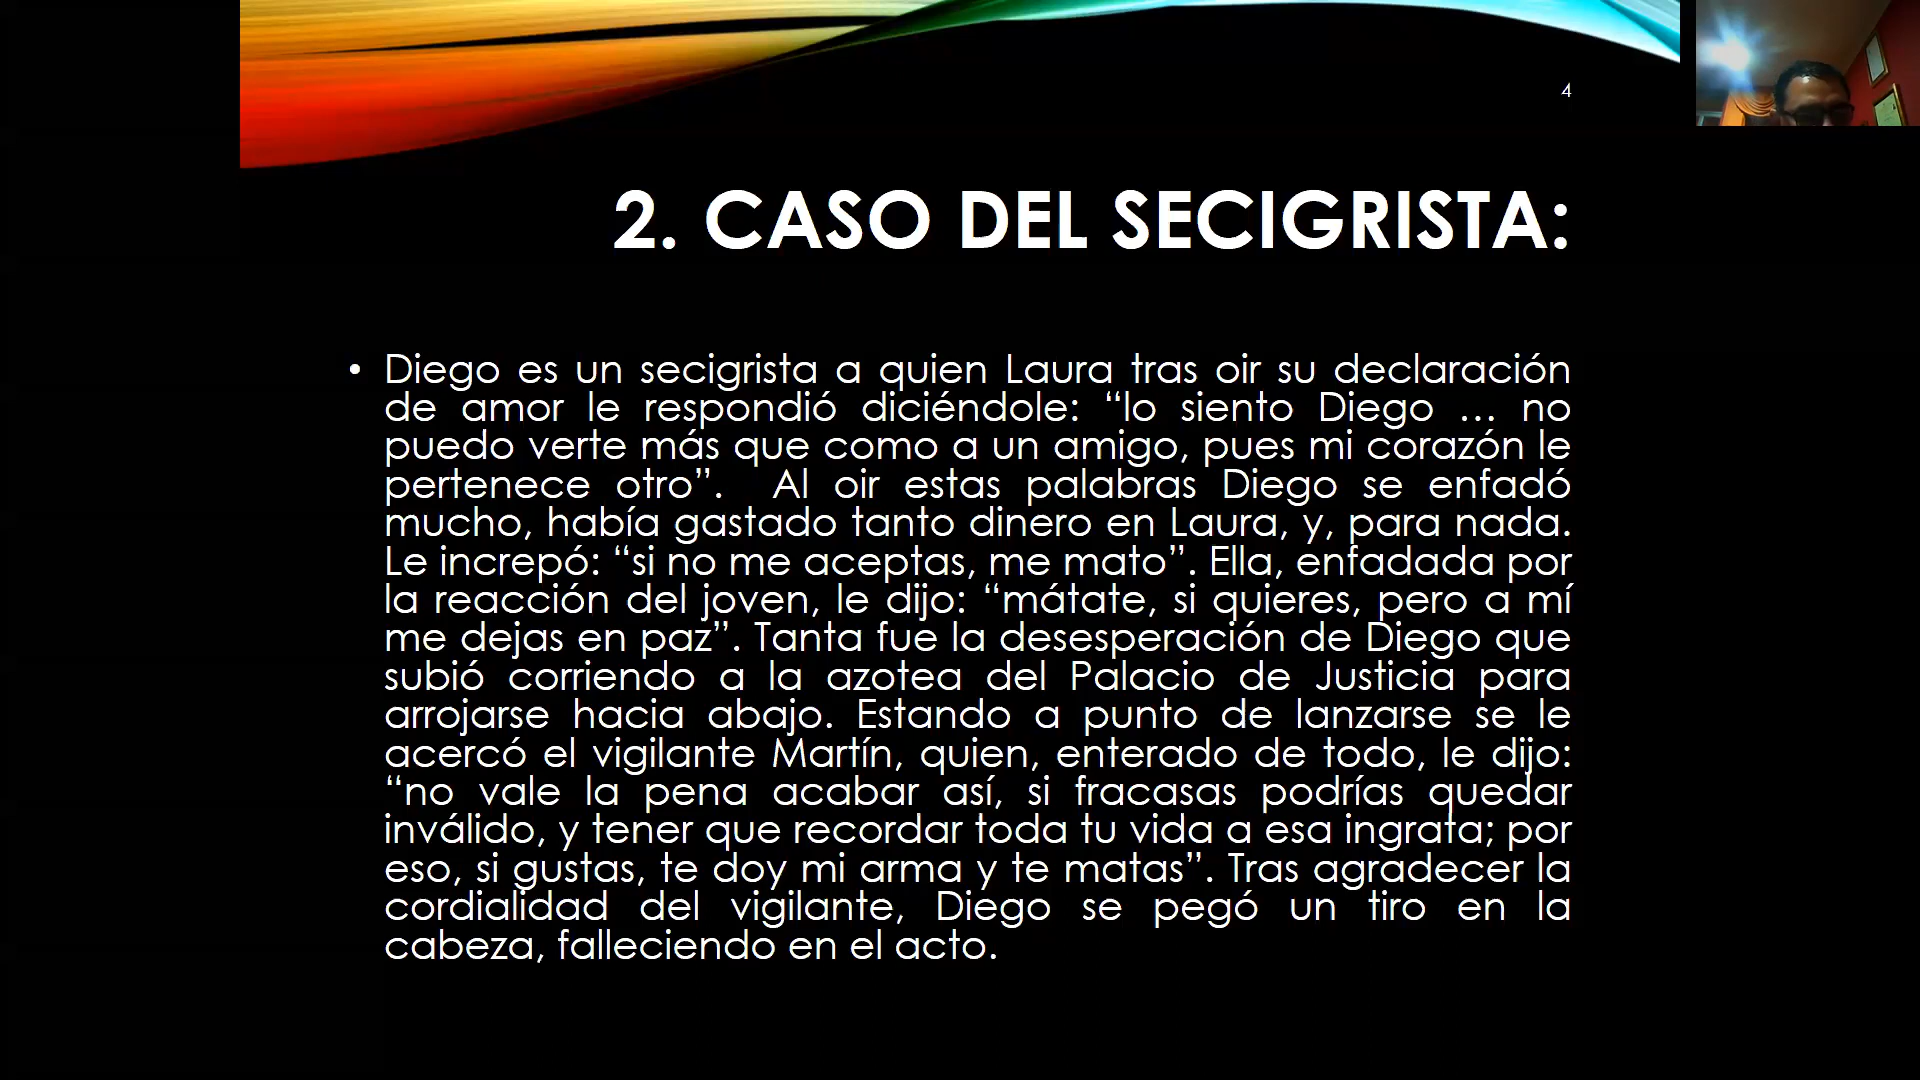 4
2. CASO DEL SECIGRISTA:
• Diego es un secigrista a quien Laura tras oir su declaración
de amor le respondió diciéndole: “lo siento Diego … no
puedo verte más que como a un amigo, pues mi corazón le
pertenece otro”. Al oir estas palabras Diego se enfadó
mucho, había gastado tanto dinero en Laura, y, para nada.
Le increpó: “si no me aceptas, me mato”. Ella, enfadada por
la reacción del joven, le dijo: “mátate, si quieres, pero a mí
me dejas en paz”. Tanta fue la desesperación de Diego que
subió corriendo a la azotea del Palacio de Justicia para
arrojarse hacia abajo. Estando a punto de lanzarse se le
acercó el vigilante Martín, quien, enterado de todo, le dijo:
“no vale la pena acabar así, si fracasas podrías quedar
inválido, y tener que recordar toda tu vida a esa ingrata; por
eso, si gustas, te doy mi arma y te matas”. Tras agradecer la
cordialidad del vigilante, Diego se pegó un tiro en la
cabeza, falleciendo en el acto.